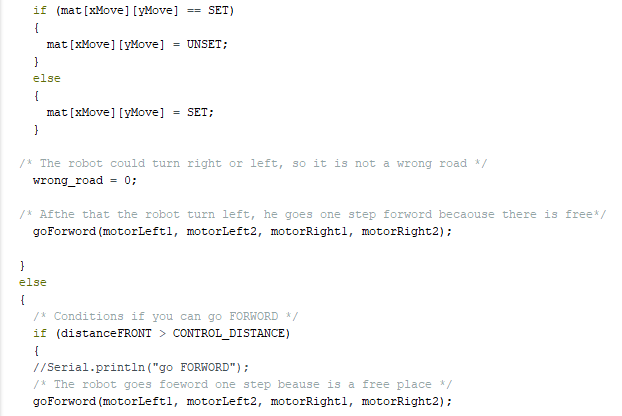 if (mat[xMove][yMove] == SET)
{
mat[xMove][yMove] = UNSET;
}
else
{
mat[xMove][yMove] = SET;
}
/* The robot could turn right or left, so it is not a wrong road */
wrong_road = 0;
/* Afthe that the robot turn left, he goes one step forword becaouse there is free*/
goForword(motorLeft1, motorLeft2, motorRight1, motorRight2);
}
else
{
/* Conditions if you can go FORWORD */
if (distanceFRONT > CONTROL_DISTANCE)
{
//Serial.println("go FORWORD");
/* The robot goes foeword one step beause is a free place */
goForword(motorLeft1, motorLeft2, motorRight1, motorRight2);